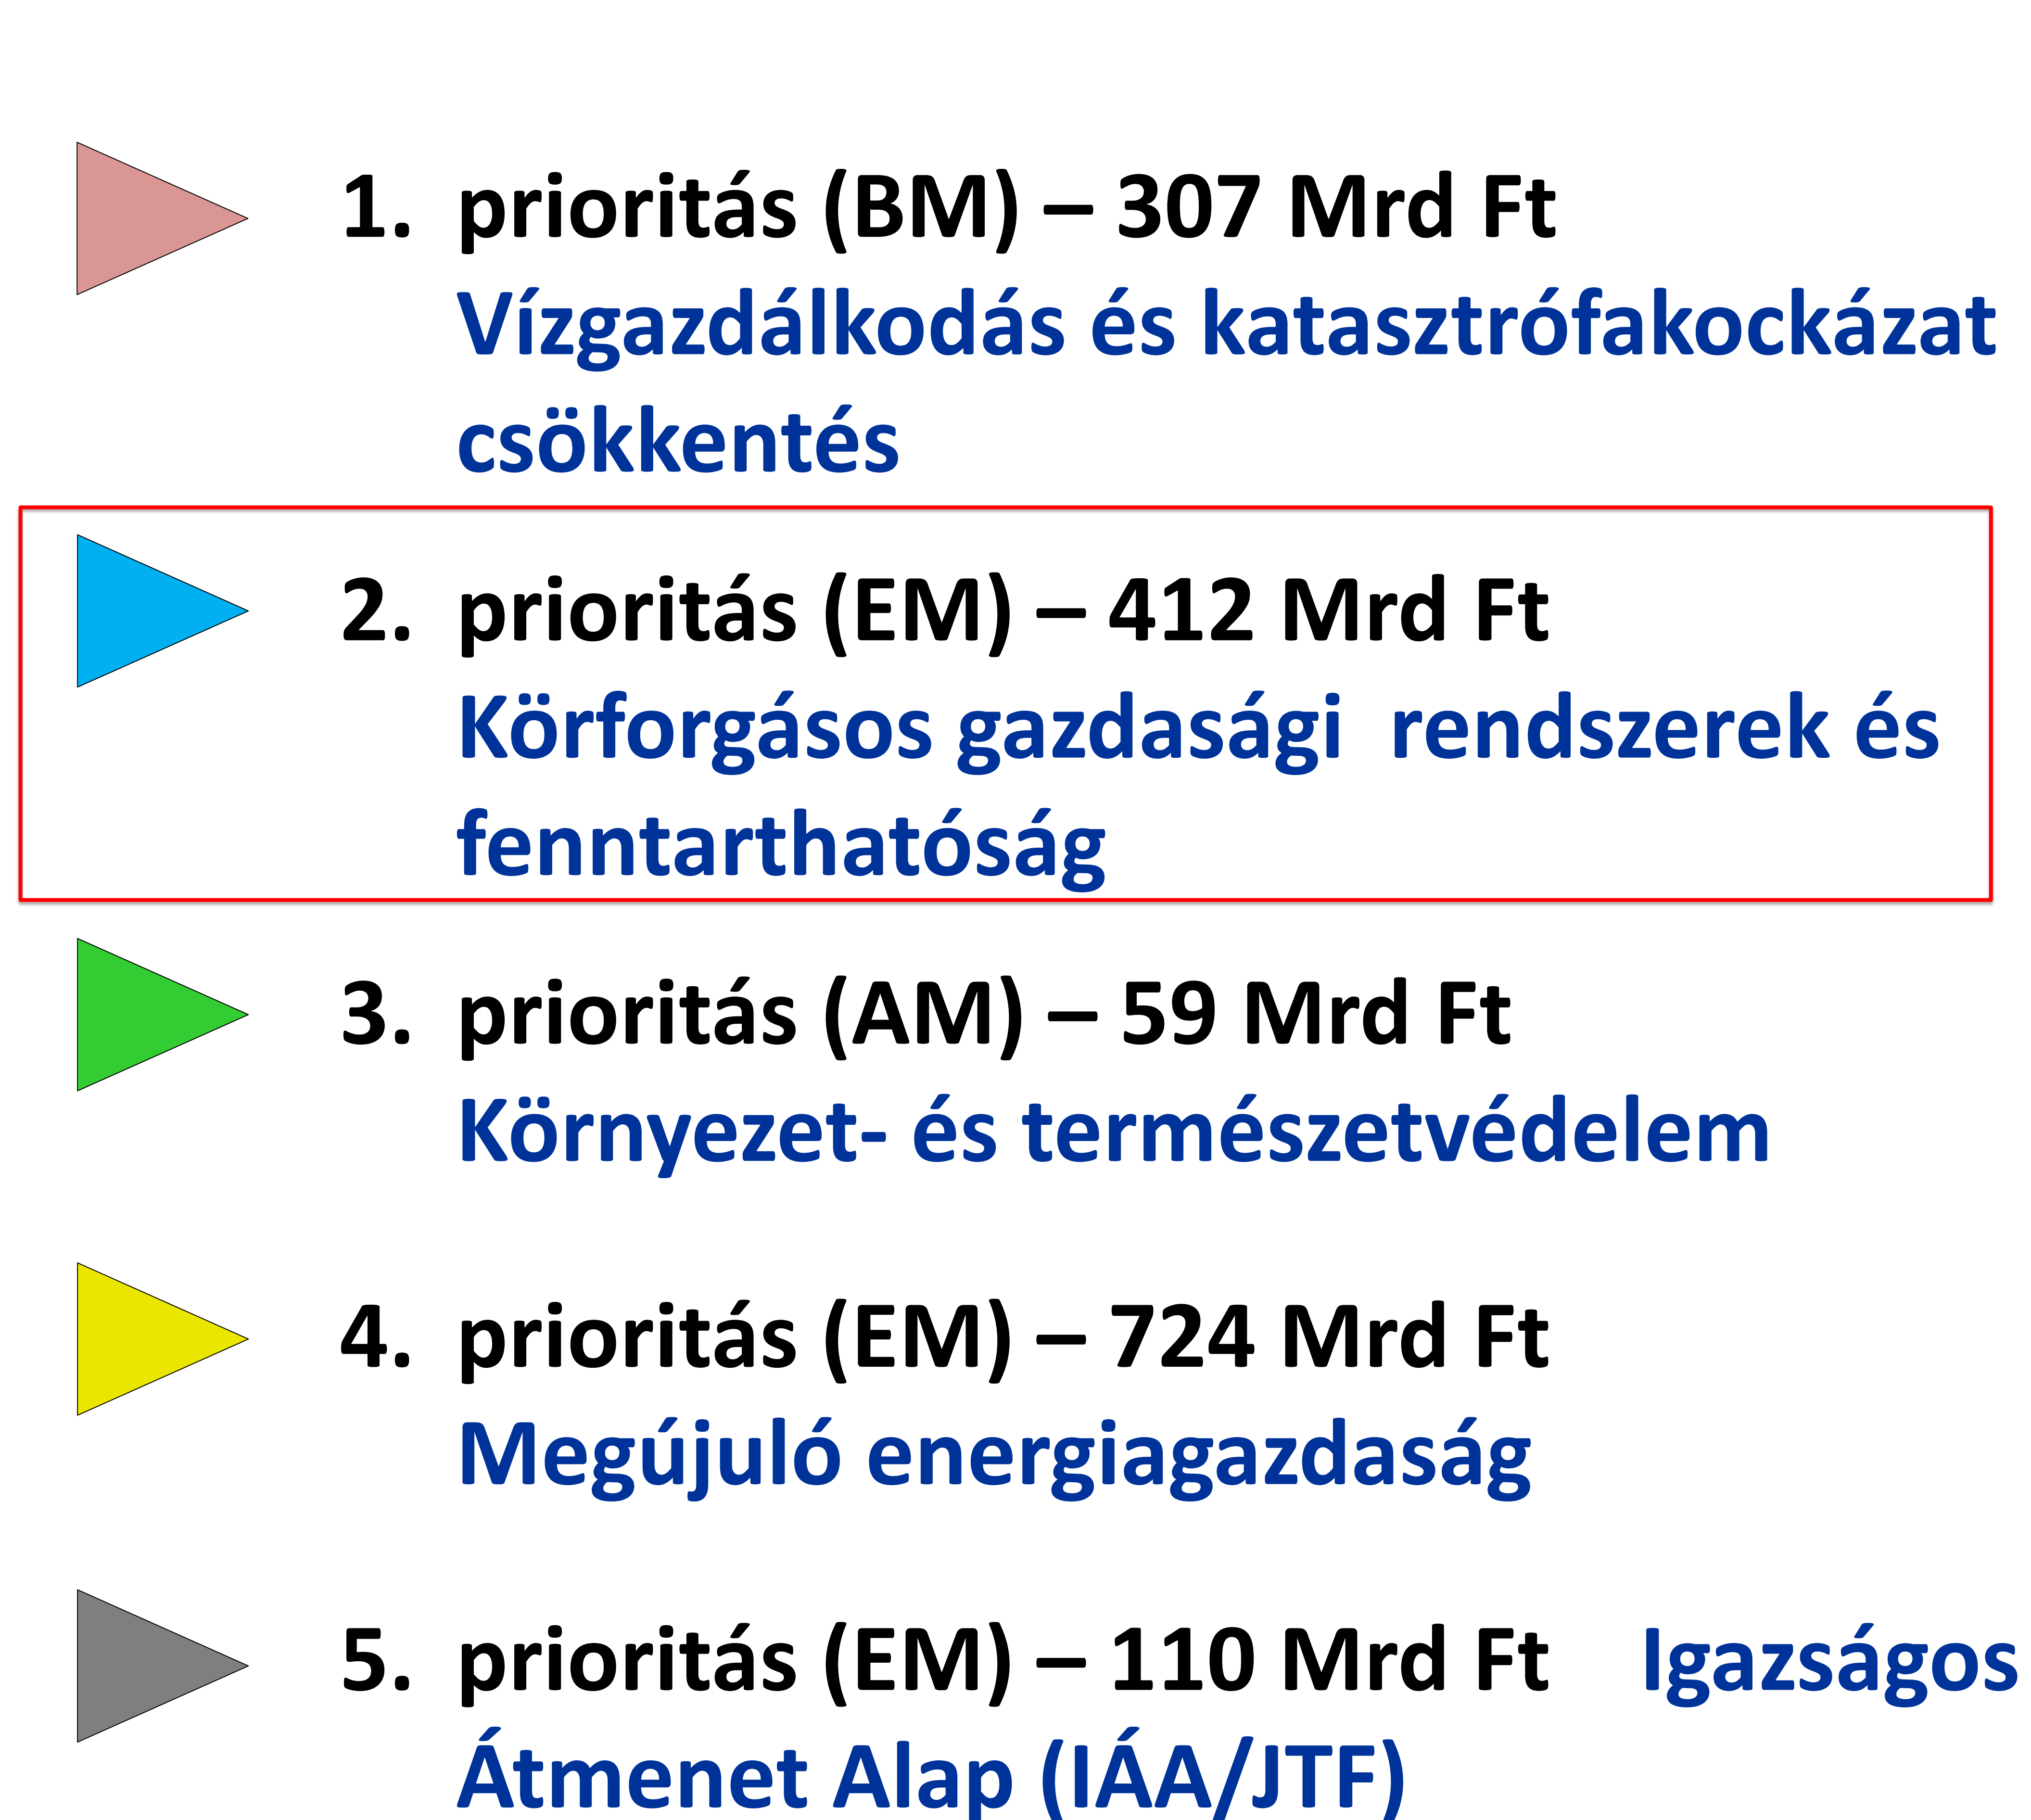 1. prioritás (BM) – 307 Mrd Ft
Vízgazdálkodás és katasztrófakockázat
csökkentés
2. prioritás (EM) – 412 Mrd Ft
Körforgásos gazdasági  rendszerek és
fenntarthatóság
3. prioritás (AM) – 59 Mrd Ft
Környezet- és természetvédelem
4. prioritás (EM) – 724 Mrd Ft
Megújuló energiagazdaság
5. prioritás (EM) – 110 Mrd Ft Igazságos
Átmenet Alap (IÁA/JTF)